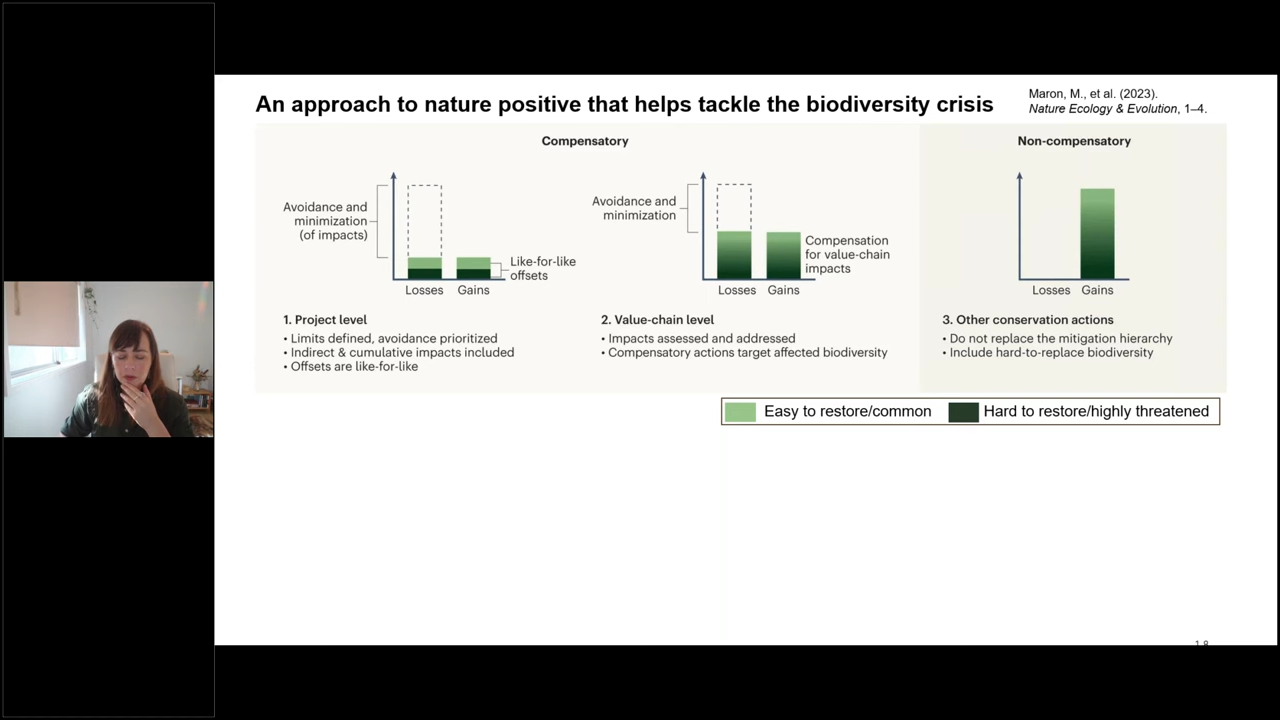 An approach to nature positive that helps tackle the biodiversity crisis
Maron, M., et al. (2023).
Nature Ecology & Evolution, 1–4.
Compensatory
Avoidance and
minimization
(of impacts)
Like-for-like
offsets
Losses
Gains
1. Project level
• Limits defined, avoidance prioritized
• Indirect & cumulative impacts included
• Offsets are like-for-like
Avoidance and
minimization
Compensation
for value-chain
impacts
Losses
Gains
2. Value-chain level
• Impacts assessed and addressed
• Compensatory actions target affected biodiversity
Non-compensatory
Losses
Gains
3. Other conservation actions
• Do not replace the mitigation hierarchy
• Include hard-to-replace biodiversity
Easy to restore/common
Hard to restore/highly threatened